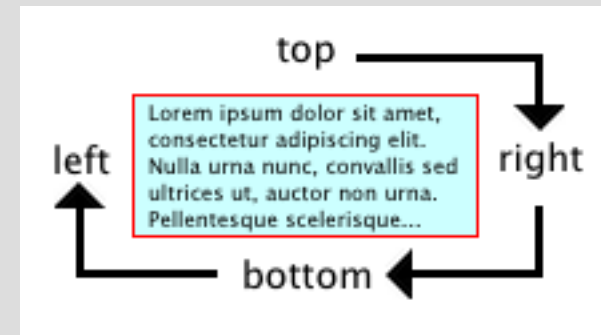 top
Lorem ipsum dolor sit amet,
consectetur adipiscing elit.
Nulla urna nunc, convallis sed
ultrices ut, auctor non urna.
Pellentesque scelerisque...
left
right
bottom